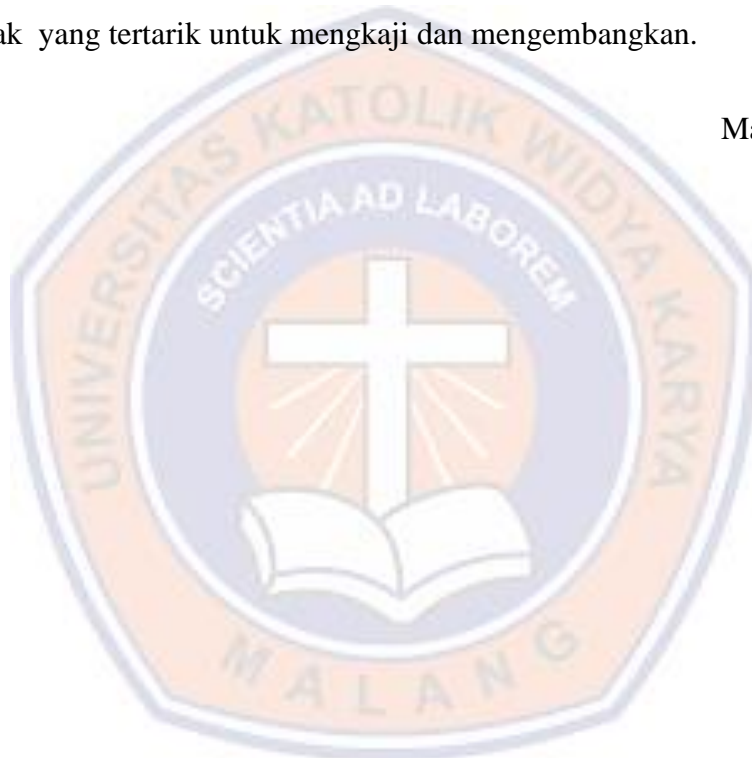 ak yang tertarik untuk mengkaji dan mengembangkan.
Ma
UNIVERSITAS KATOLIK WIDYA KARYA
SCIENTIA AD LABOREM
MALANG